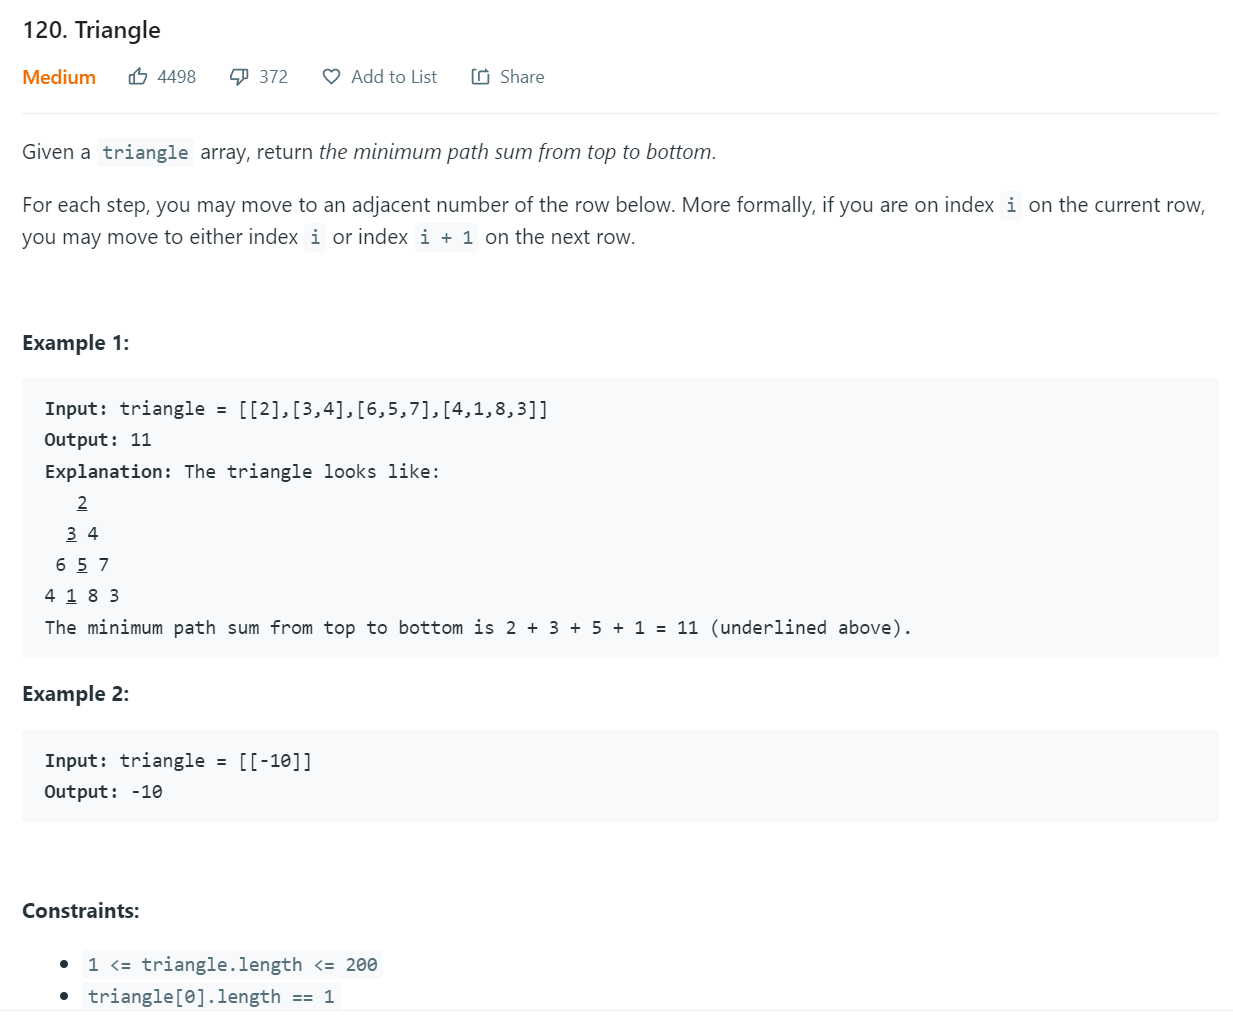 120. Triangle
Medium 4498 372 Add to List Share
Given a triangle array, return the minimum path sum from top to bottom.
For each step, you may move to an adjacent number of the row below. More formally, if you are on index i on the current row,
you may move to either index i or index i + 1 on the next row.
Example 1:
Input: triangle = [[2],[3,4],[6,5,7],[4,1,8,3]]
Output: 11
Explanation: The triangle looks like:
2
3 4
6 5 7
4 1 8 3
The minimum path sum from top to bottom is 2 + 3 + 5 + 1 = 11 (underlined above).
Example 2:
Input: triangle = [[-10]]
Output: -10
Constraints:
1 <= triangle.length <= 200
triangle[0].length == 1